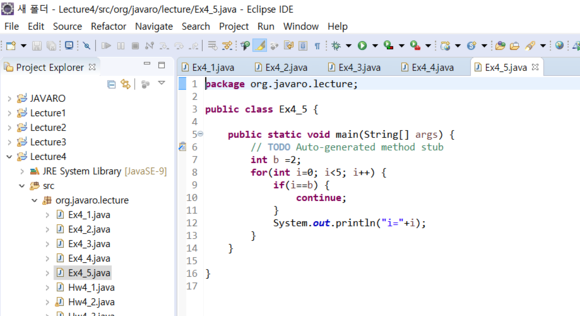 새 폴더 - Lecture4/src/org/javaro/lecture/Ex4_5.java - Eclipse IDE
File Edit Source Refactor Navigate Search Project Run Window Help
Project Explorer
JAVARO
Lecture1
Lecture2
Lecture3
Lecture4
JRE System Library [JavaSE-9]
src
org.javaro.lecture
Ex4_1.java
Ex4_2.java
Ex4_3.java
Ex4_4.java
Ex4_5.java
Hw4_1.java
Hw4_2.java
Ex4_1.java Ex4_2.java Ex4_3.java Ex4_4.java Ex4_5.java
1 package org.javaro.lecture;
2
3 public class Ex4_5 {
4
5 public static void main(String[] args) {
6 // TODO Auto-generated method stub
7 int b =2;
8 for(int i=0; i<5; i++) {
9 if(i==b) {
10 continue;
11 }
12 System.out.println("i="+i);
13 }
14 }
15
16 }
17